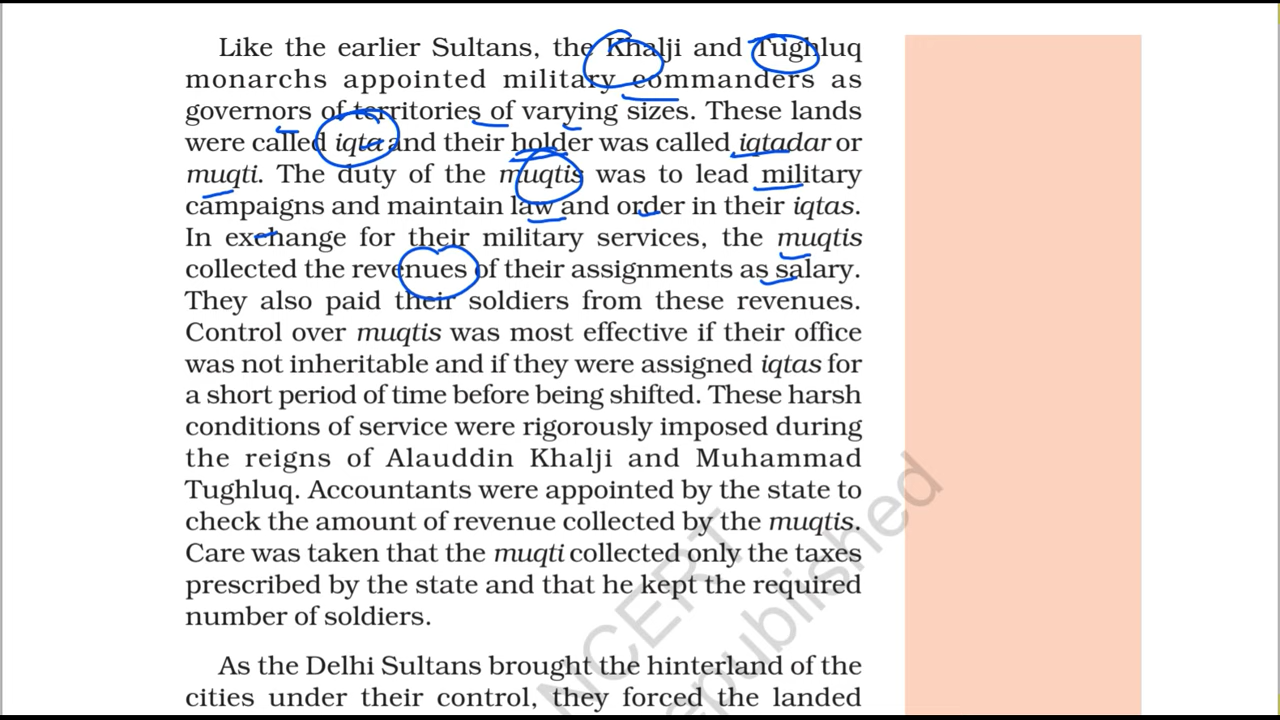 Like the earlier Sultans, the Khalji and Tughluq
monarchs appointed military commanders as
governors of territories of varying sizes. These lands
were called iqta and their holder was called iqtadar or
muqti. The duty of the muqtis was to lead military
campaigns and maintain law and order in their iqtas.
In exchange for their military services, the muqtis
collected the revenues of their assignments as salary.
They also paid their soldiers from these revenues.
Control over muqtis was most effective if their office
was not inheritable and if they were assigned iqtas for
a short period of time before being shifted. These harsh
conditions of service were rigorously imposed during
the reigns of Alauddin Khalji and Muhammad
Tughluq. Accountants were appointed by the state to
check the amount of revenue collected by the muqtis.
Care was taken that the muqti collected only the taxes
prescribed by the state and that he kept the required
number of soldiers.
As the Delhi Sultans brought the hinterland of the
cities under their control, they forced the landed
NCERT
republished